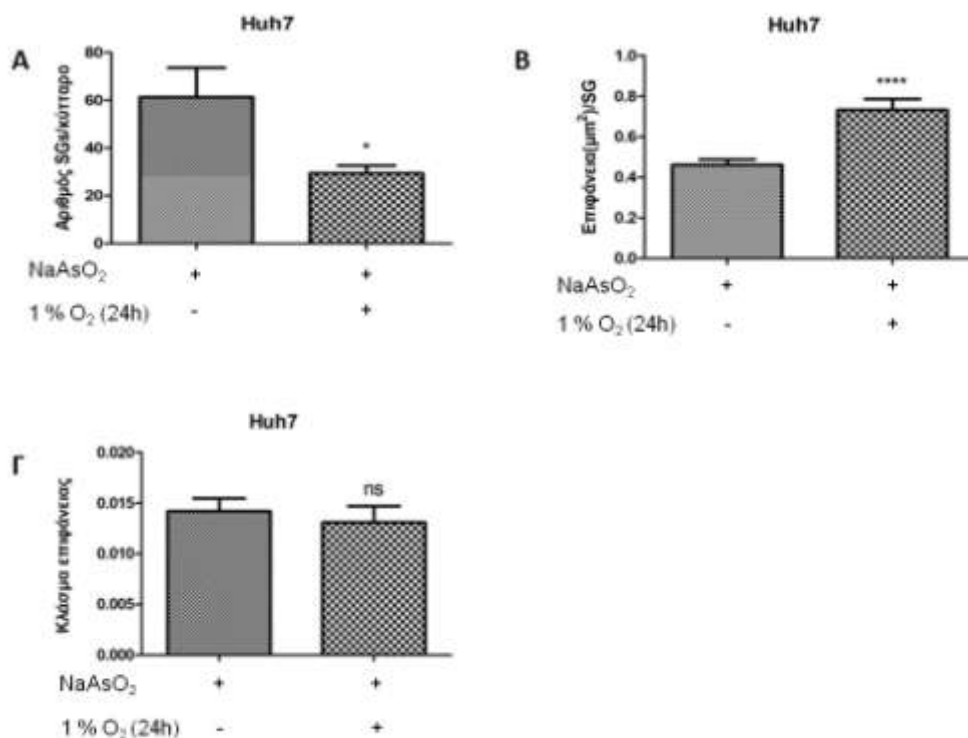 Huh7
A
Αριθμός SGs/κύτταρο
80
60
40
20
0
*
NaAsO₂ + +
1 % O₂ (24h) - +
Huh7
B
Επιφάνεια(μm²)/SG
1.0
0.8
0.6
0.4
0.2
0.0
****
NaAsO₂ + +
1 % O₂ (24h) - +
Huh7
Γ
Κλάσμα επιφάνειας
0.020
0.015
0.010
0.005
0.000
ns
NaAsO₂ + +
1 % O₂ (24h) - +